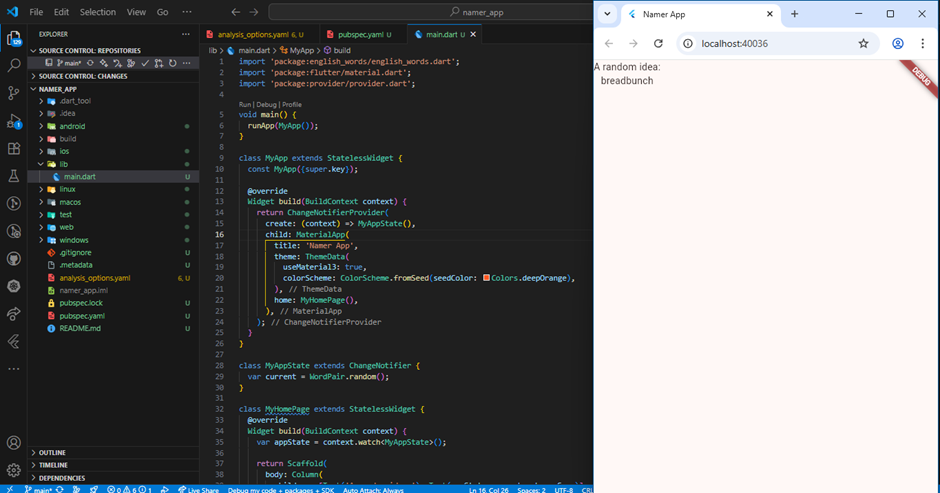 File Edit Selection View Go ···
namer_app
EXPLORER ···
SOURCE CONTROL: REPOSITORIES
main*
SOURCE CONTROL: CHANGES
NAMER_APP
.dart_tool
.idea
android
build
ios
lib
main.dart U
linux
macos
test
web
windows
.gitignore U
.metadata U
analysis_options.yaml 6, U
namer_app.iml
pubspec.lock U
pubspec.yaml U
README.md U
OUTLINE
TIMELINE
DEPENDENCIES
129
1
analysis_options.yaml 6, U
pubspec.yaml U
main.dart U
lib > main.dart > MyApp > build
1 import 'package:english_words/english_words.dart';
2 import 'package:flutter/material.dart';
3 import 'package:provider/provider.dart';
4
Run | Debug | Profile
5 void main() {
6 runApp(MyApp());
7 }
8
9 class MyApp extends StatelessWidget {
10 const MyApp({super.key});
11
12 @override
13 Widget build(BuildContext context) {
14 return ChangeNotifierProvider(
15 create: (context) => MyAppState(),
16 child: MaterialApp(
17 title: 'Namer App',
18 theme: ThemeData(
19 useMaterial3: true,
20 colorScheme: ColorScheme.fromSeed(seedColor: Colors.deepOrange),
21 ), // ThemeData
22 home: MyHomePage(),
23 ), // MaterialApp
24 ); // ChangeNotifierProvider
25 }
26 }
27
28 class MyAppState extends ChangeNotifier {
29 var current = WordPair.random();
30 }
31
32 class MyHomePage extends StatelessWidget {
33 @override
34 Widget build(BuildContext context) {
35 var appState = context.watch<MyAppState>();
36
37 return Scaffold(
38 body: Column(
main* 0 6 1 Live Share Debug my code + packages + SDK Auto Attach: Always Ln 16, Col 26 Spaces: 2 UTF-8 CRL
Namer App
localhost:40036
A random idea:
breadbunch
DEBUG